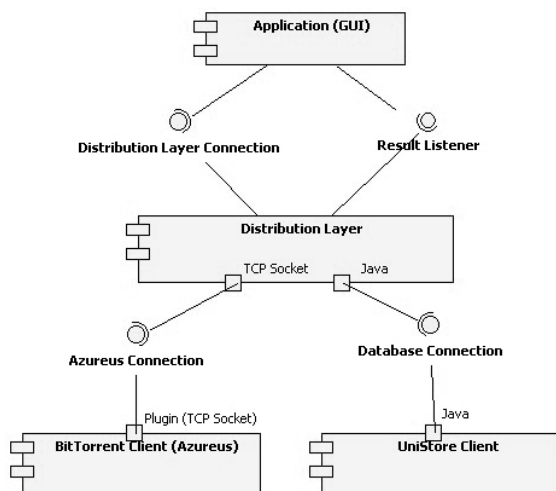 Application (GUI)
Distribution Layer Connection
Result Listener
Distribution Layer
TCP Socket
Java
Azureus Connection
Database Connection
Plugin (TCP Socket)
Java
BitTorrent Client (Azureus)
UniStore Client